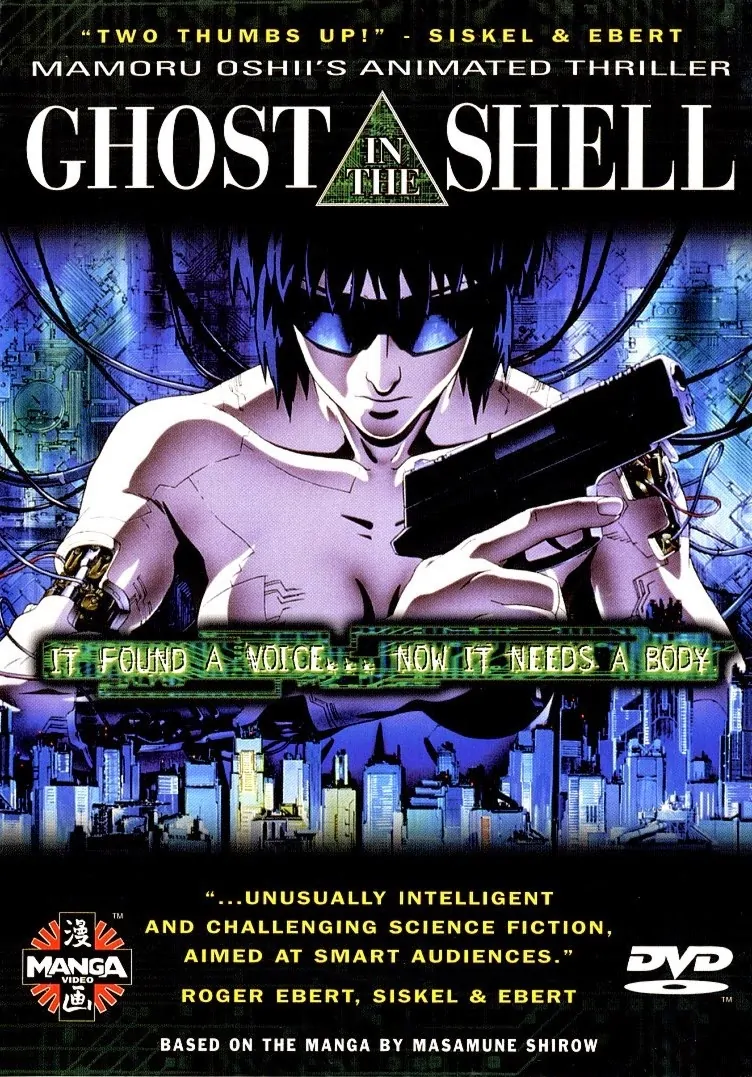 “TWO THUMBS UP!” - SISKEL & EBERT
MAMORU OSHII'S ANIMATED THRILLER
GHOST IN THE SHELL
IT FOUND A VOICE... NOW IT NEEDS A BODY.
“...UNUSUALLY INTELLIGENT
AND CHALLENGING SCIENCE FICTION,
AIMED AT SMART AUDIENCES.”
ROGER EBERT, SISKEL & EBERT
漫
TM
MANGA
VIDEO
画
DVD
TM
BASED ON THE MANGA BY MASAMUNE SHIROW